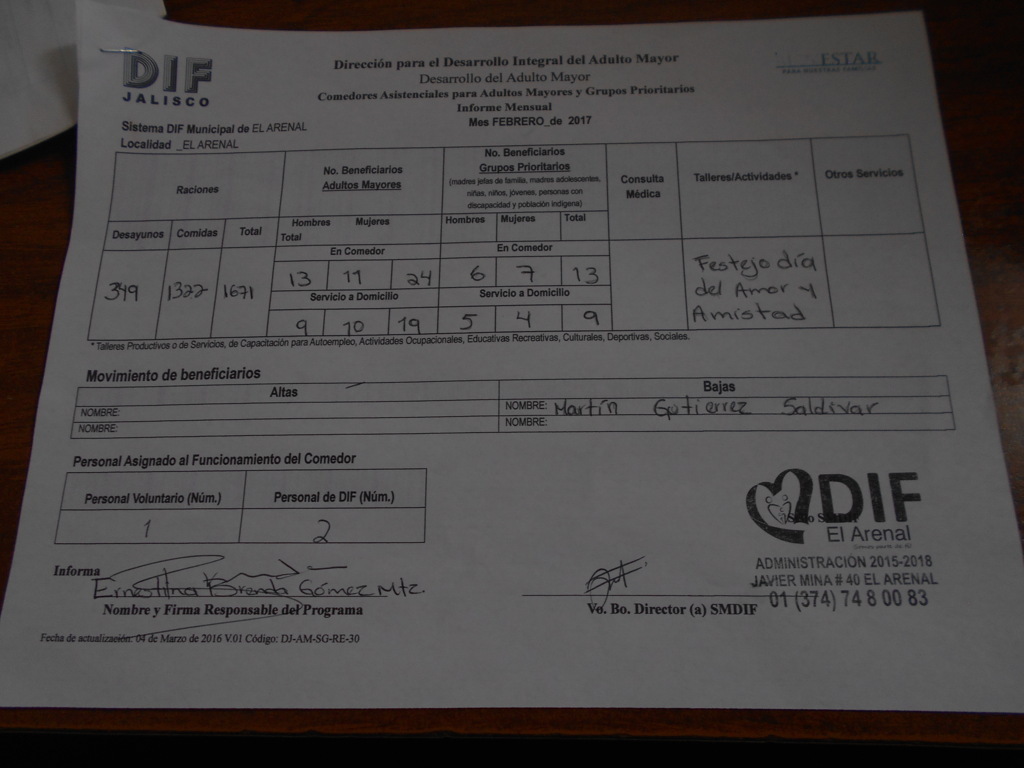 DIF
JALISCO
Dirección para el Desarrollo Integral del Adulto Mayor
Desarrollo del Adulto Mayor
Comedores Asistenciales para Adultos Mayores y Grupos Prioritarios
Informe Mensual
Mes FEBRERO_de 2017
ESTAR
Sistema DIF Municipal de EL ARENAL
Localidad _EL ARENAL
Raciones
No. Beneficiarios
Adultos Mayores
No. Beneficiarios
Grupos Prioritarios
(madres jefas de familia, madres adolescentes,
niñas, niños, jóvenes, personas con
discapacidad y población indígena)
Consulta
Médica
Talleres/Actividades *
Otros Servicios
Desayunos Comidas Total
Hombres Mujeres
Total
Hombres Mujeres Total
En Comedor
En Comedor
349 1322 1671
13 11 24
6 7 13
Festejo día
del Amor y
Amistad
Servicio a Domicilio
Servicio a Domicilio
9 10 19
5 4 9
* Talleres Productivos o de Servicios, de Capacitación para Autoempleo, Actividades Ocupacionales, Educativas Recreativas, Culturales, Deportivas, Sociales.
Movimiento de beneficiarios
Altas
Bajas
NOMBRE:
NOMBRE: Martín Gutierrez Saldivar
NOMBRE:
NOMBRE:
Personal Asignado al Funcionamiento del Comedor
Personal Voluntario (Núm.) Personal de DIF (Núm.)
1 2
DIF
El Arenal
ADMINISTRACIÓN 2015-2018
JAVIER MINA # 40 EL ARENAL
01 (374) 74 8 00 83
Informa
Ernestina Brenda Gómez Mtz.
Nombre y Firma Responsable del Programa
Vo. Bo. Director (a) SMDIF
Fecha de actualización: 04 de Marzo de 2016 V.01 Código: DJ-AM-SG-RE-30